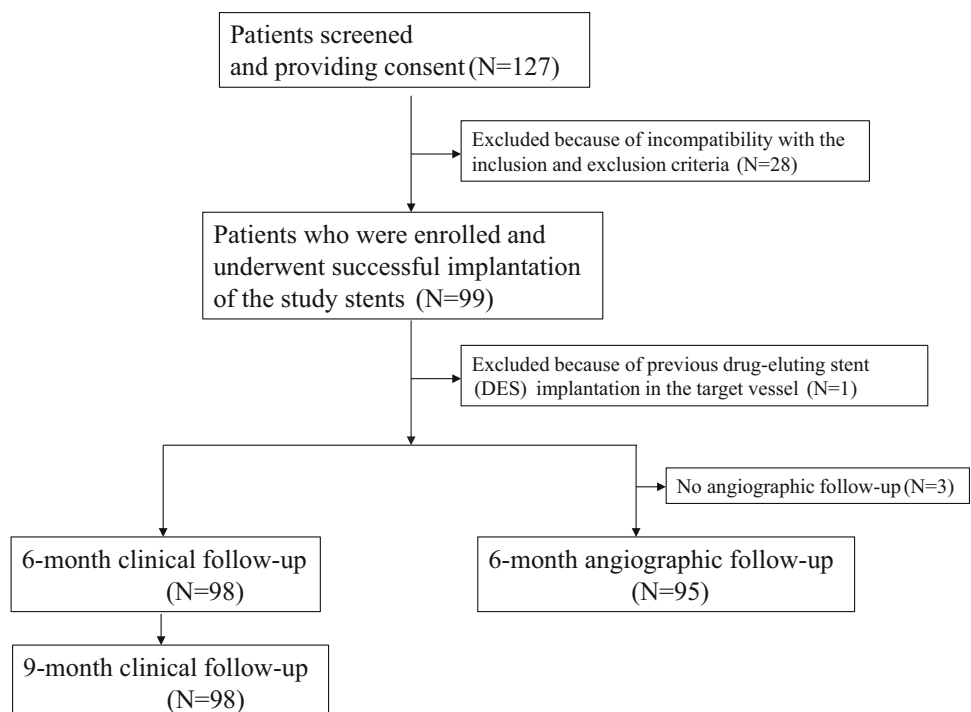 Patients screened
and providing consent (N=127)
Excluded because of incompatibility with the
inclusion and exclusion criteria (N=28)
Patients who were enrolled and
underwent successful implantation
of the study stents (N=99)
Excluded because of previous drug-eluting stent
(DES) implantation in the target vessel (N=1)
No angiographic follow-up (N=3)
6-month clinical follow-up
(N=98)
6-month angiographic follow-up
(N=95)
9-month clinical follow-up
(N=98)